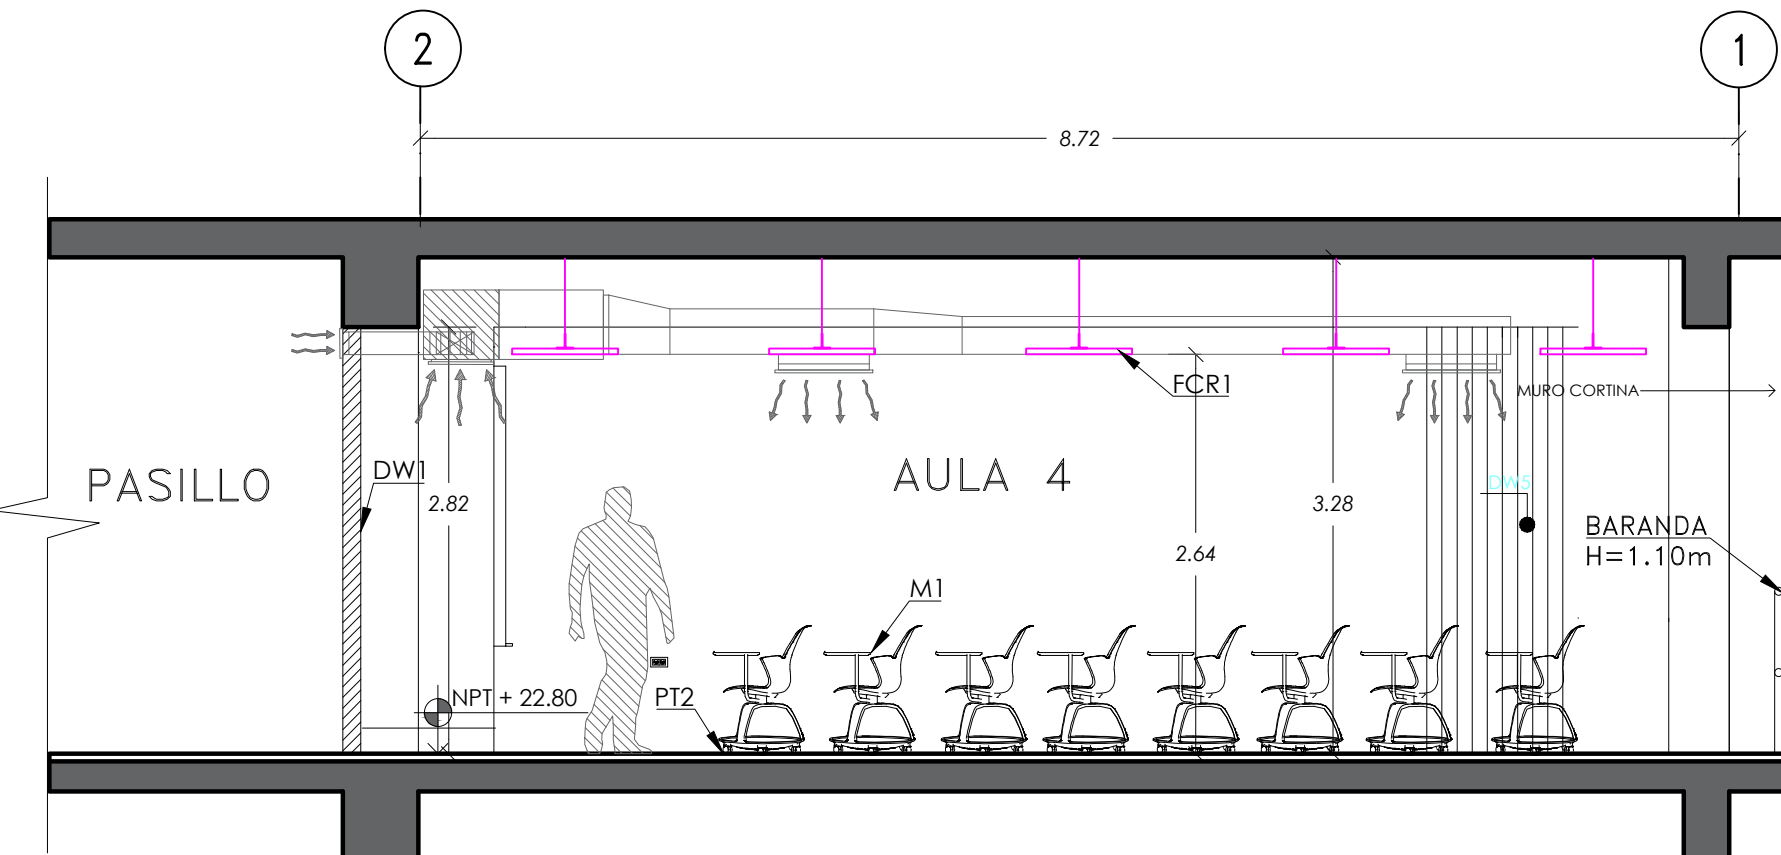 2
1
8.72
FCR1
MURO CORTINA
PASILLO
DW1
AULA 4
2.82
3.28
DW5
BARANDA
H=1.10m
2.64
M1
NPT + 22.80
PT2